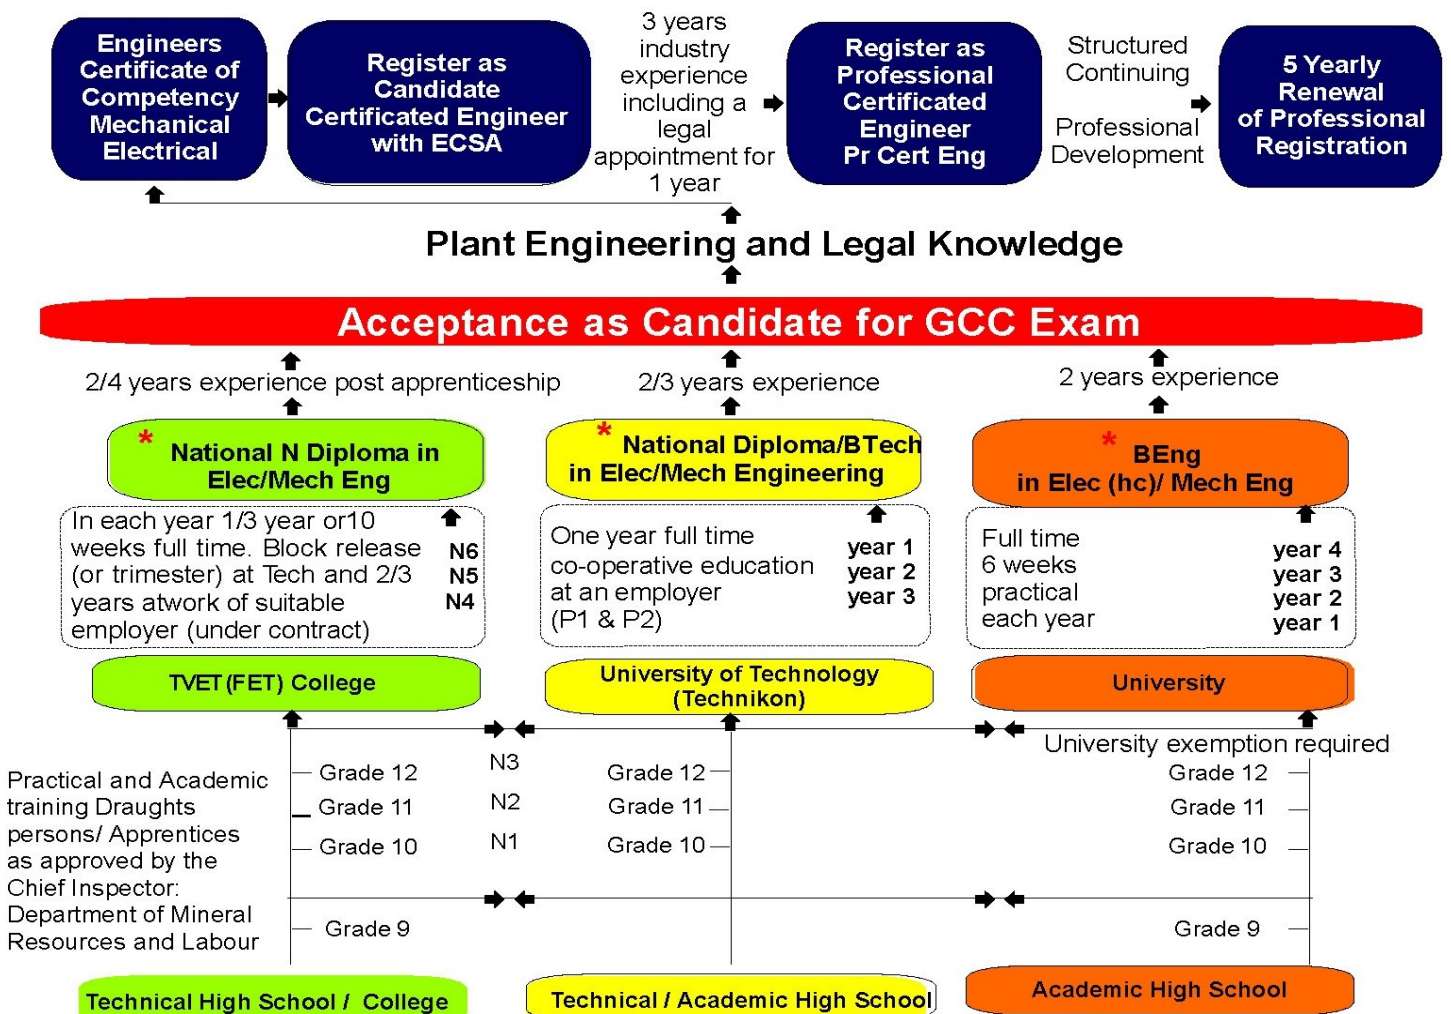 Engineers
Certificate of
Competency
Mechanical
Electrical
Register as
Candidate
Certificated Engineer
with ECSA
3 years
industry
experience
including a
legal
appointment for
1 year
Register as
Professional
Certificated
Engineer
Pr Cert Eng
Structured
Continuing
Professional
Development
5 Yearly
Renewal
of Professional
Registration
Plant Engineering and Legal Knowledge
Acceptance as Candidate for GCC Exam
2/4 years experience post apprenticeship
2/3 years experience
2 years experience
* National N Diploma in
Elec/Mech Eng
* National Diploma/BTech
in Elec/Mech Engineering
* BEng
in Elec (hc)/ Mech Eng
In each year 1/3 year or10
weeks full time. Block release
(or trimester) at Tech and 2/3
years atwork of suitable
employer (under contract)
N6
N5
N4
One year full time
co-operative education
at an employer
(P1 & P2)
year 1
year 2
year 3
Full time
6 weeks
practical
each year
year 4
year 3
year 2
year 1
TVET(FET) College
University of Technology
(Technikon)
University
University exemption required
Practical and Academic
training Draughts
persons/ Apprentices
as approved by the
Chief Inspector:
Department of Mineral
Resources and Labour
Grade 12
Grade 11
Grade 10
Grade 9
N3
N2
N1
Grade 12
Grade 11
Grade 10
Grade 12
Grade 11
Grade 10
Grade 9
Technical High School / College
Technical / Academic High School
Academic High School